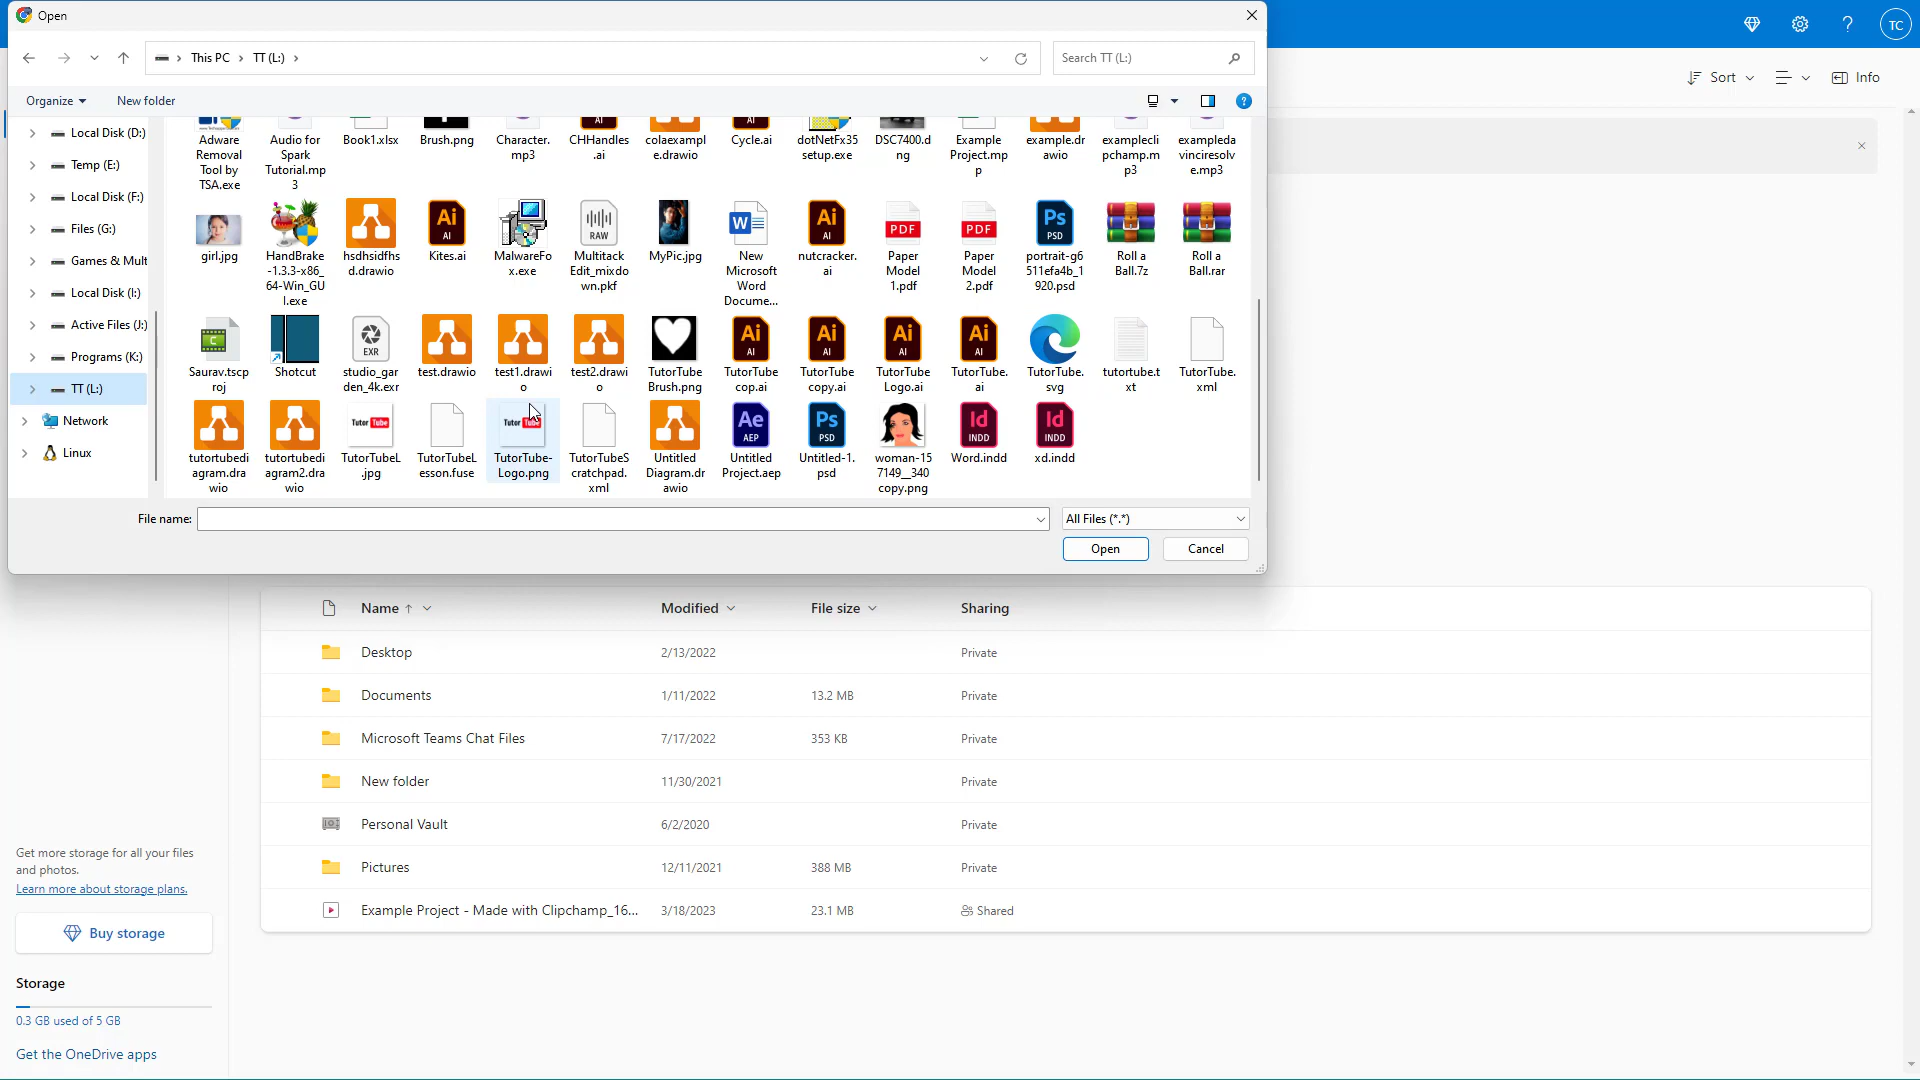 Open
TC
This PC
TT (L:)
Search TT (L:)
Sort
Info
Organize
New folder
Local Disk (D:)
Temp (E:)
Local Disk (F:)
Files (G:)
Games & Mult
Local Disk (I:)
Active Files (J:)
Programs (K:)
TT (L:)
Network
Linux
Adware Removal Tool by TSA.exe
Audio for Spark Tutorial.mp3
Book1.xlsx
Brush.png
Character.mp3
CHHandles.ai
colaexample.drawio
Cycle.ai
dotNetFx35setup.exe
DSC7400.dng
Example Project.mpp
example.drawio
exampleclipchamp.mp3
exampledavinciresolve.mp3
girl.jpg
HandBrake-1.3.3-x86_64-Win_GUI.exe
hsdhsidfhsd.drawio
Kites.ai
MalwareFox.exe
Multitack Edit_mixdown.pkf
MyPic.jpg
New Microsoft Word Docume...
nutcracker.ai
Paper Model 1.pdf
Paper Model 2.pdf
portrait-g6511efa4b_1920.psd
Roll a Ball.7z
Roll a Ball.rar
Saurav.tscproj
Shotcut
studio_garden_4k.exr
test.drawio
test1.drawio
test2.drawio
TutorTube Brush.png
TutorTube cop.ai
TutorTube copy.ai
TutorTube Logo.ai
TutorTube.ai
TutorTube.svg
tutortube.txt
TutorTube.xml
tutortubediagram.drawio
tutortubediagram2.drawio
TutorTubeL.jpg
TutorTubeLesson.fuse
TutorTube-Logo.png
TutorTubeScratchpad.xml
Untitled Diagram.drawio
Untitled Project.aep
Untitled-1.psd
woman-157149__340 copy.png
Word.indd
xd.indd
File name:
All Files (*.*)
Open
Cancel
Name
Modified
File size
Sharing
Desktop
2/13/2022
Private
Documents
1/11/2022
13.2 MB
Private
Microsoft Teams Chat Files
7/17/2022
353 KB
Private
New folder
11/30/2021
Private
Personal Vault
6/2/2020
Private
Pictures
12/11/2021
388 MB
Private
Example Project - Made with Clipchamp_16...
3/18/2023
23.1 MB
Shared
Get more storage for all your files
and photos.
Learn more about storage plans.
Buy storage
Storage
0.3 GB used of 5 GB
Get the OneDrive apps